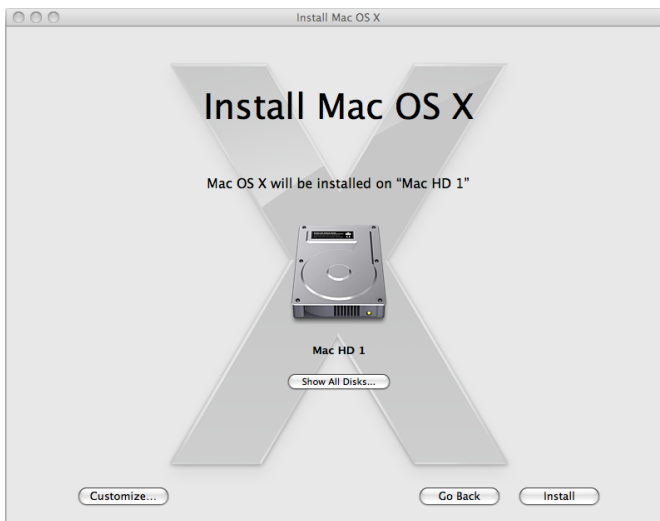 Install Mac OS X
Install Mac OS X
Mac OS X will be installed on “Mac HD 1”
Mac HD 1
Show All Disks...
Customize...
Go Back
Install